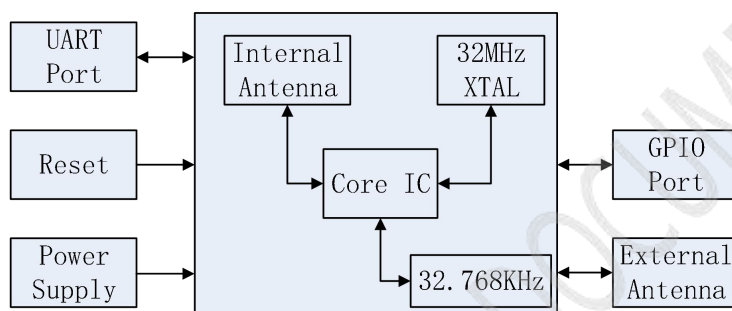 UART
Port
Internal
Antenna
32MHz
XTAL
Reset
Core IC
GPIO
Port
Power
Supply
32.768KHz
External
Antenna